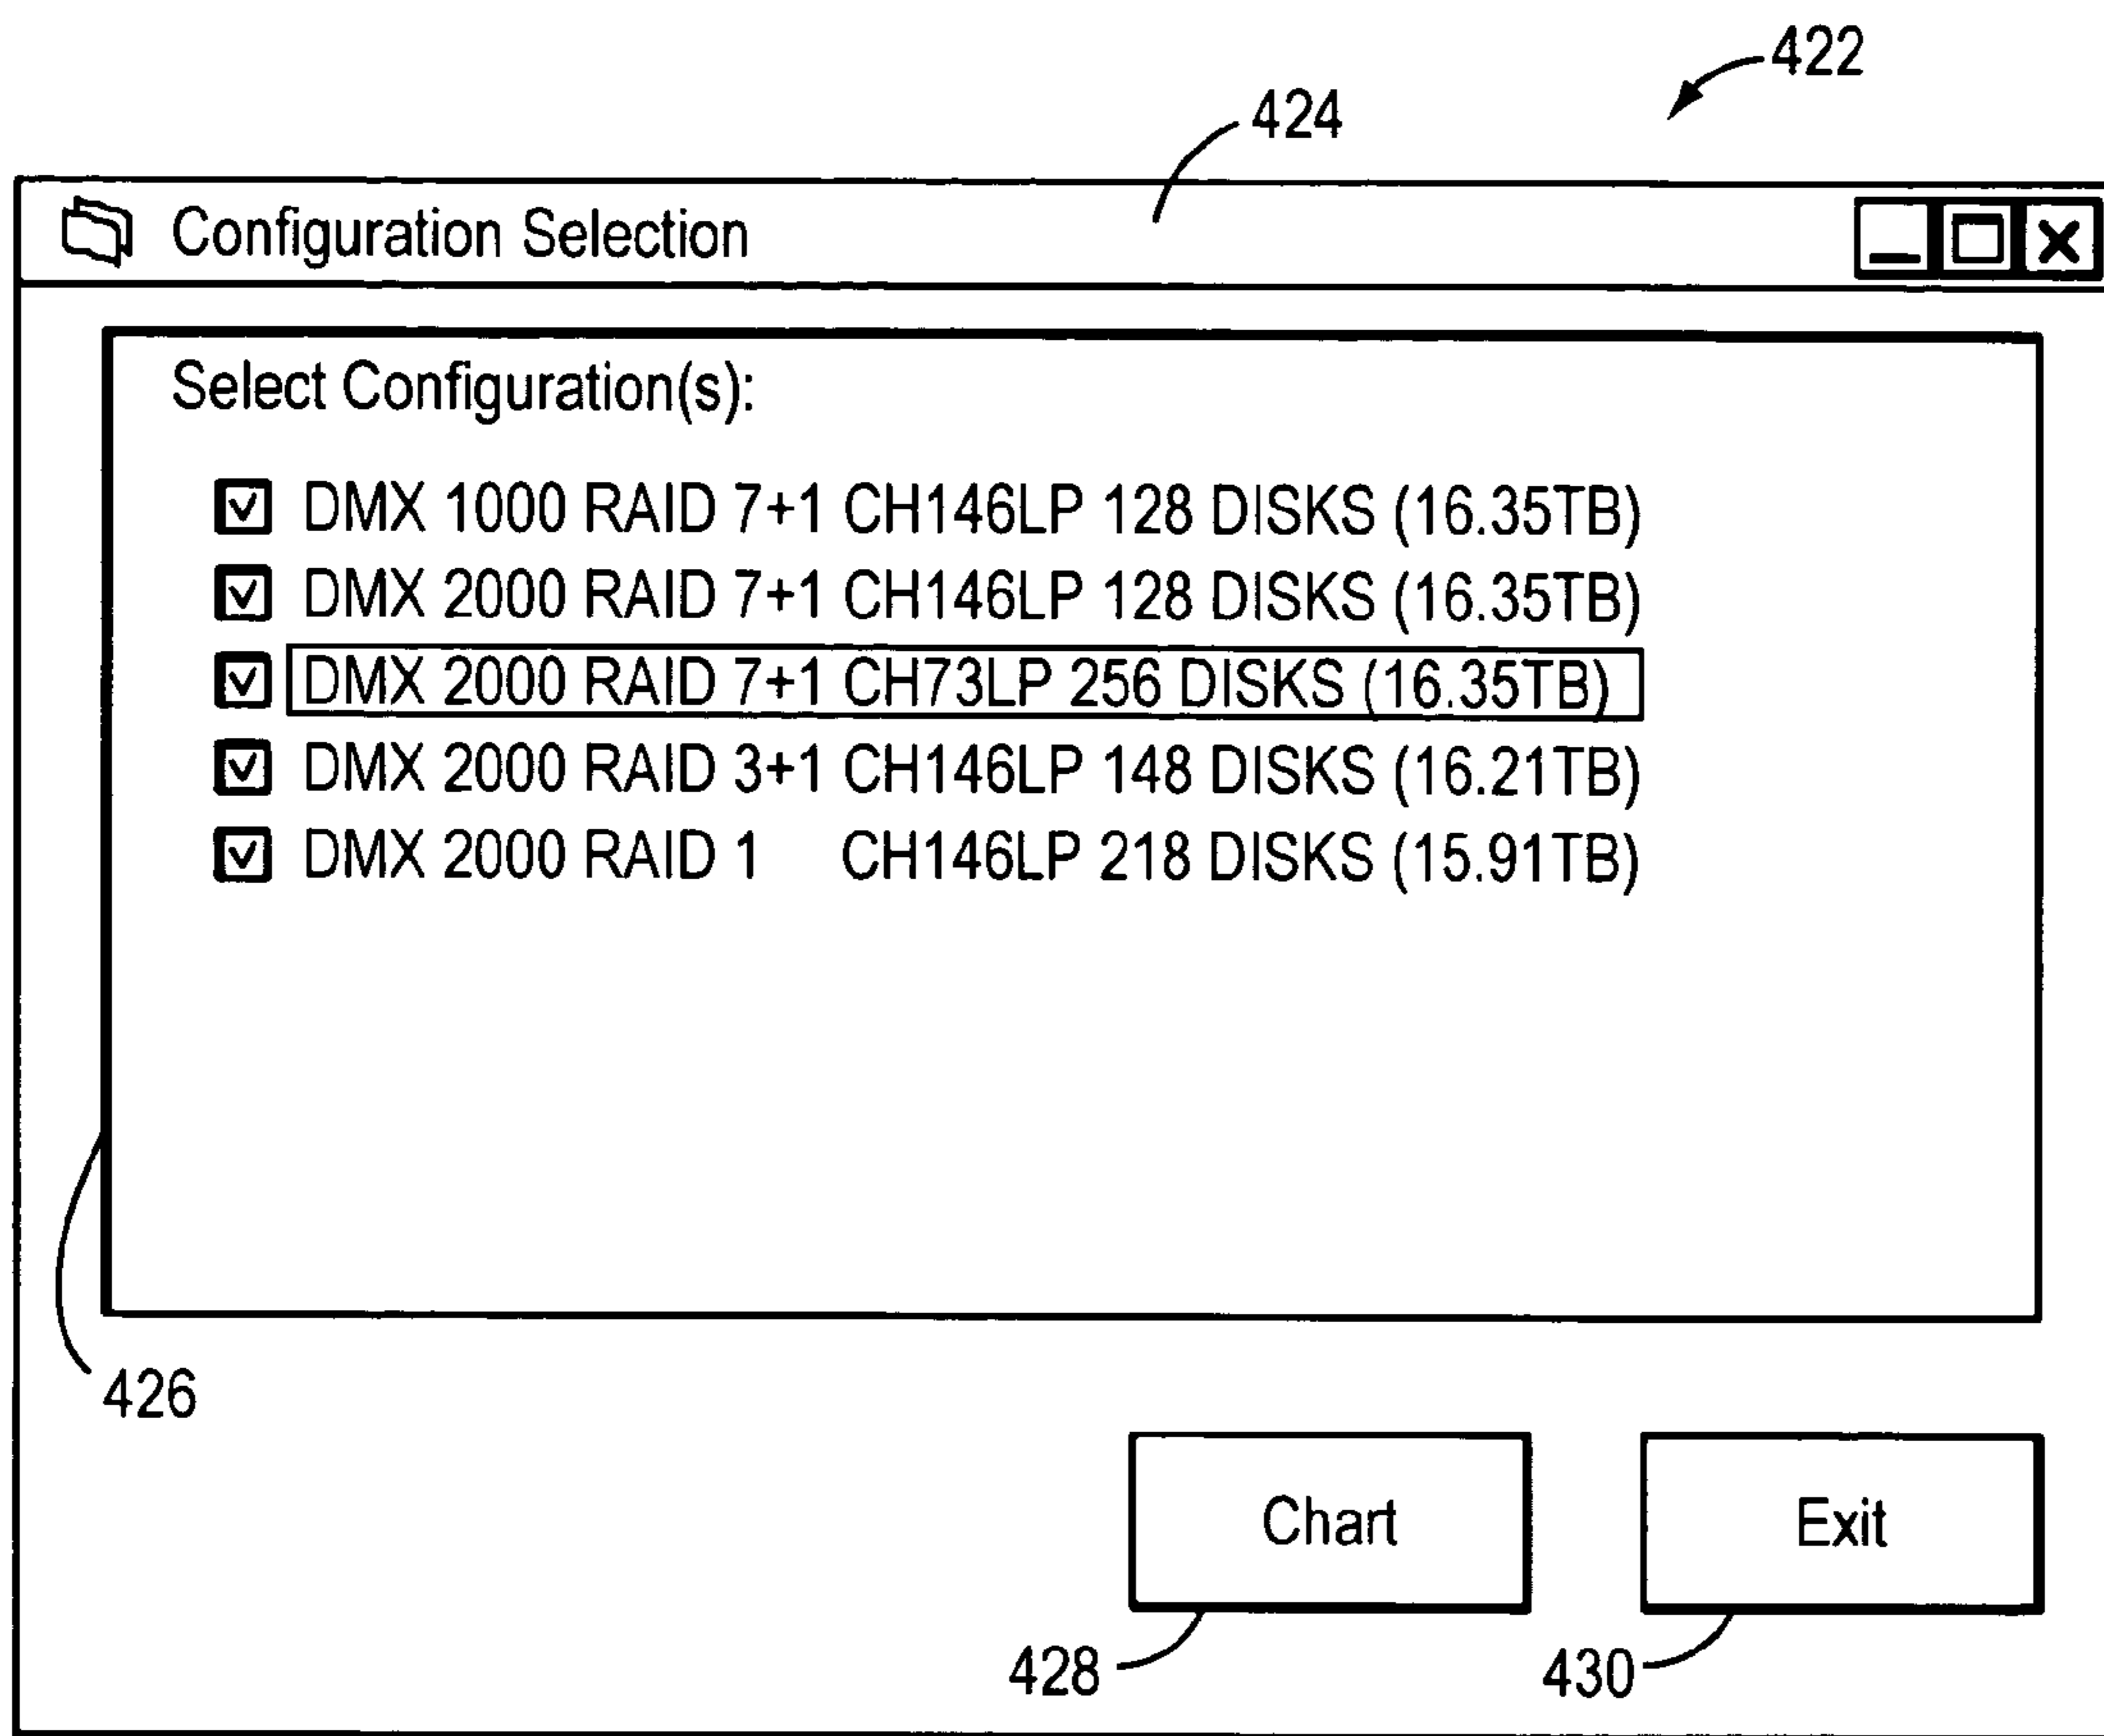 422
424
Configuration Selection
Select Configuration(s):
DMX 1000 RAID 7+1 CH146LP 128 DISKS (16.35TB)
DMX 2000 RAID 7+1 CH146LP 128 DISKS (16.35TB)
DMX 2000 RAID 7+1 CH73LP 256 DISKS (16.35TB)
DMX 2000 RAID 3+1 CH146LP 148 DISKS (16.21TB)
DMX 2000 RAID 1 CH146LP 218 DISKS (15.91TB)
426
Chart
Exit
428
430